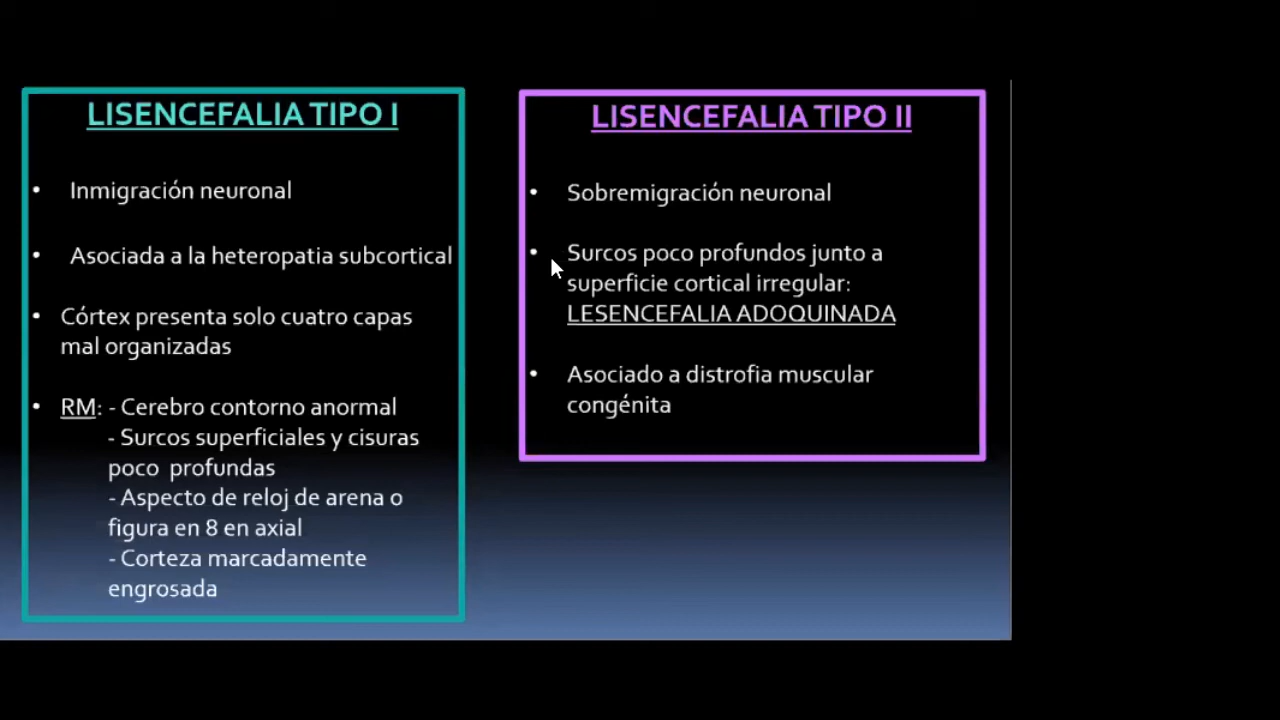 LISENCEFALIA TIPO I
• Inmigración neuronal
• Asociada a la heteropatia subcortical
• Córtex presenta solo cuatro capas
mal organizadas
• RM: - Cerebro contorno anormal
- Surcos superficiales y cisuras
poco profundas
- Aspecto de reloj de arena o
figura en 8 en axial
- Corteza marcadamente
engrosada
LISENCEFALIA TIPO II
• Sobremigración neuronal
• Surcos poco profundos junto a
superficie cortical irregular:
LESENCEFALIA ADOQUINADA
• Asociado a distrofia muscular
congénita